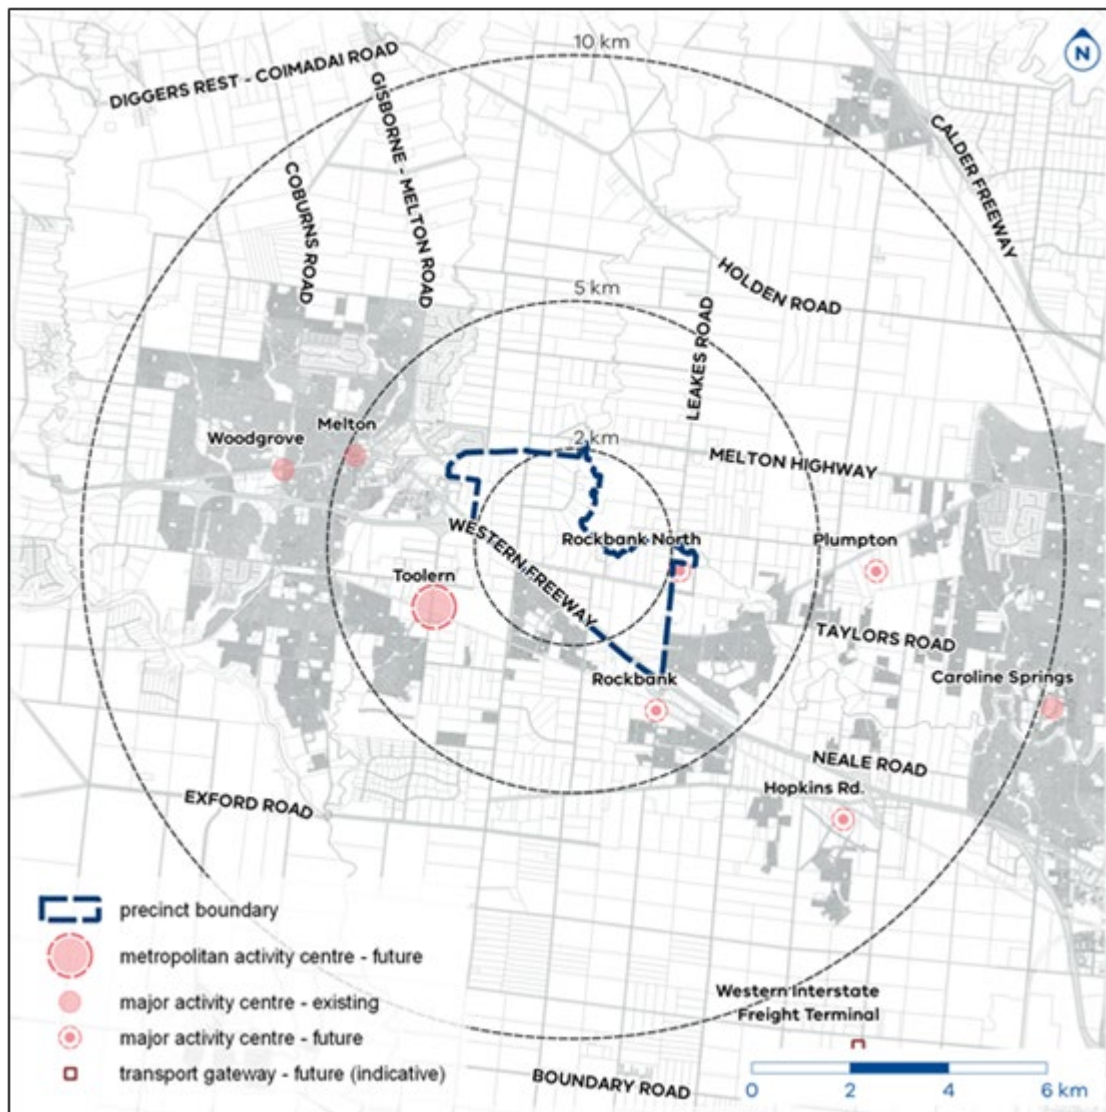 10 km
N
DIGGERS REST - COIMADAI ROAD
GISBORNE - MELTON ROAD
COBURNS ROAD
CALDER FREEWAY
HOLDEN ROAD
5 km
LEAKES ROAD
Woodgrove
Melton
2 km
MELTON HIGHWAY
WESTERN FREEWAY
Rockbank North
Plumpton
Toolern
TAYLORS ROAD
Rockbank
Caroline Springs
NEALE ROAD
Hopkins Rd.
EXFORD ROAD
precinct boundary
metropolitan activity centre - future
major activity centre - existing
major activity centre - future
transport gateway - future (indicative)
Western Interstate
Freight Terminal
BOUNDARY ROAD
0 2 4 6 km